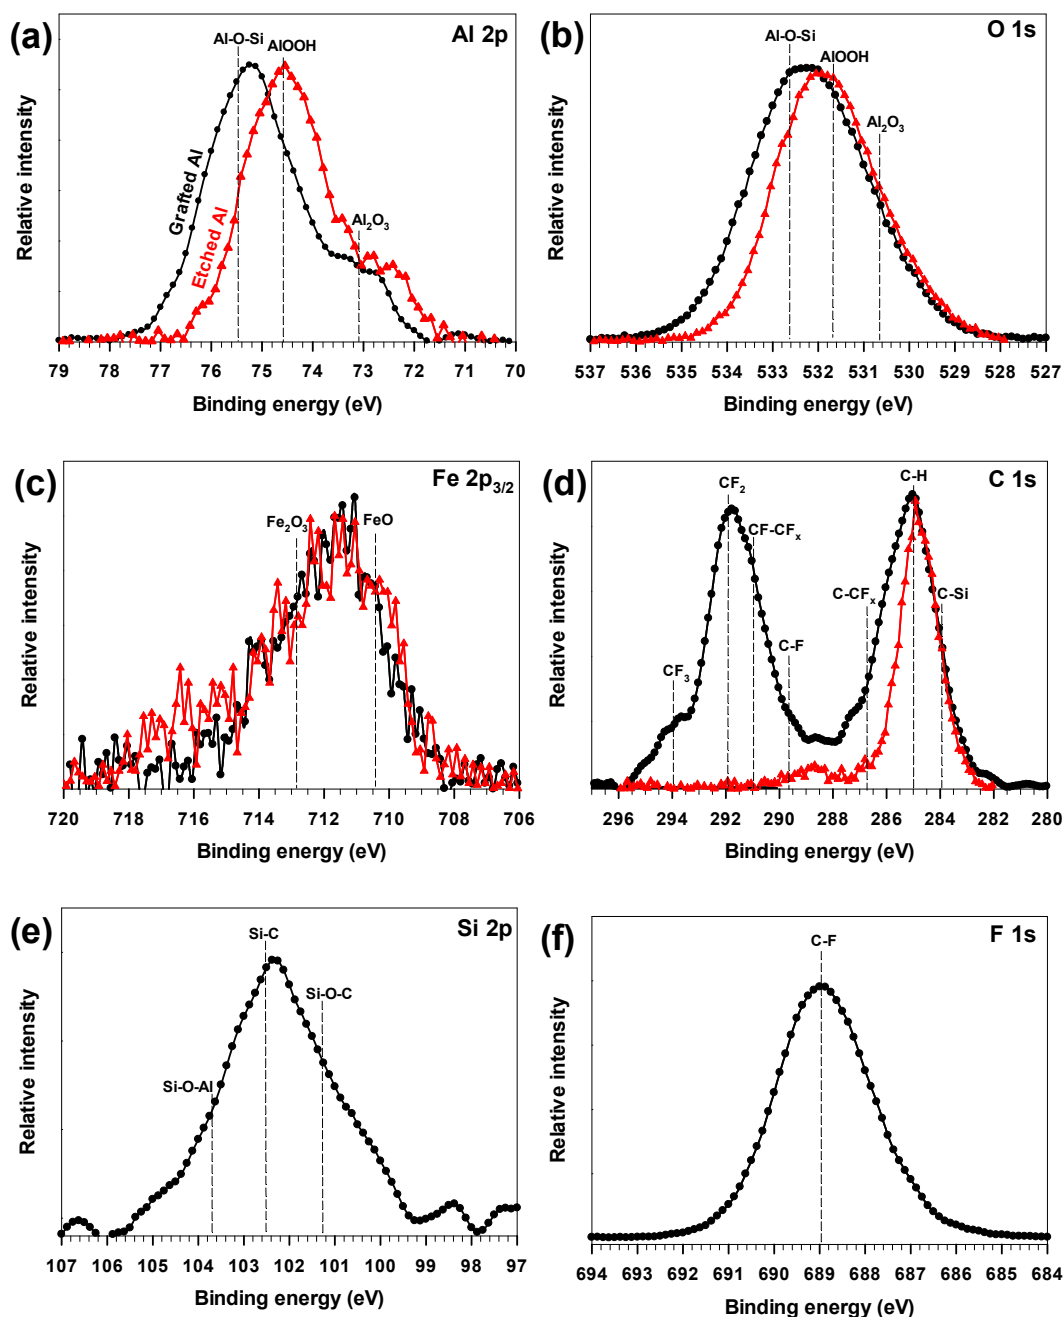 (a)
Al 2p
Al-O-Si
AlOOH
Al₂O₃
Grafted Al
Etched Al
Relative intensity
79 78 77 76 75 74 73 72 71 70
Binding energy (eV)
(b)
O 1s
Al-O-Si
AlOOH
Al₂O₃
Relative intensity
537 536 535 534 533 532 531 530 529 528 527
Binding energy (eV)
(c)
Fe 2p₃/₂
Fe₂O₃
FeO
Relative intensity
720 718 716 714 712 710 708 706
Binding energy (eV)
(d)
C 1s
CF₂
C-H
CF-CFₓ
C-CFₓ
C-Si
C-F
CF₃
Relative intensity
296 294 292 290 288 286 284 282 280
Binding energy (eV)
(e)
Si 2p
Si-C
Si-O-C
Si-O-Al
Relative intensity
107 106 105 104 103 102 101 100 99 98 97
Binding energy (eV)
(f)
F 1s
C-F
Relative intensity
694 693 692 691 690 689 688 687 686 685 684
Binding energy (eV)